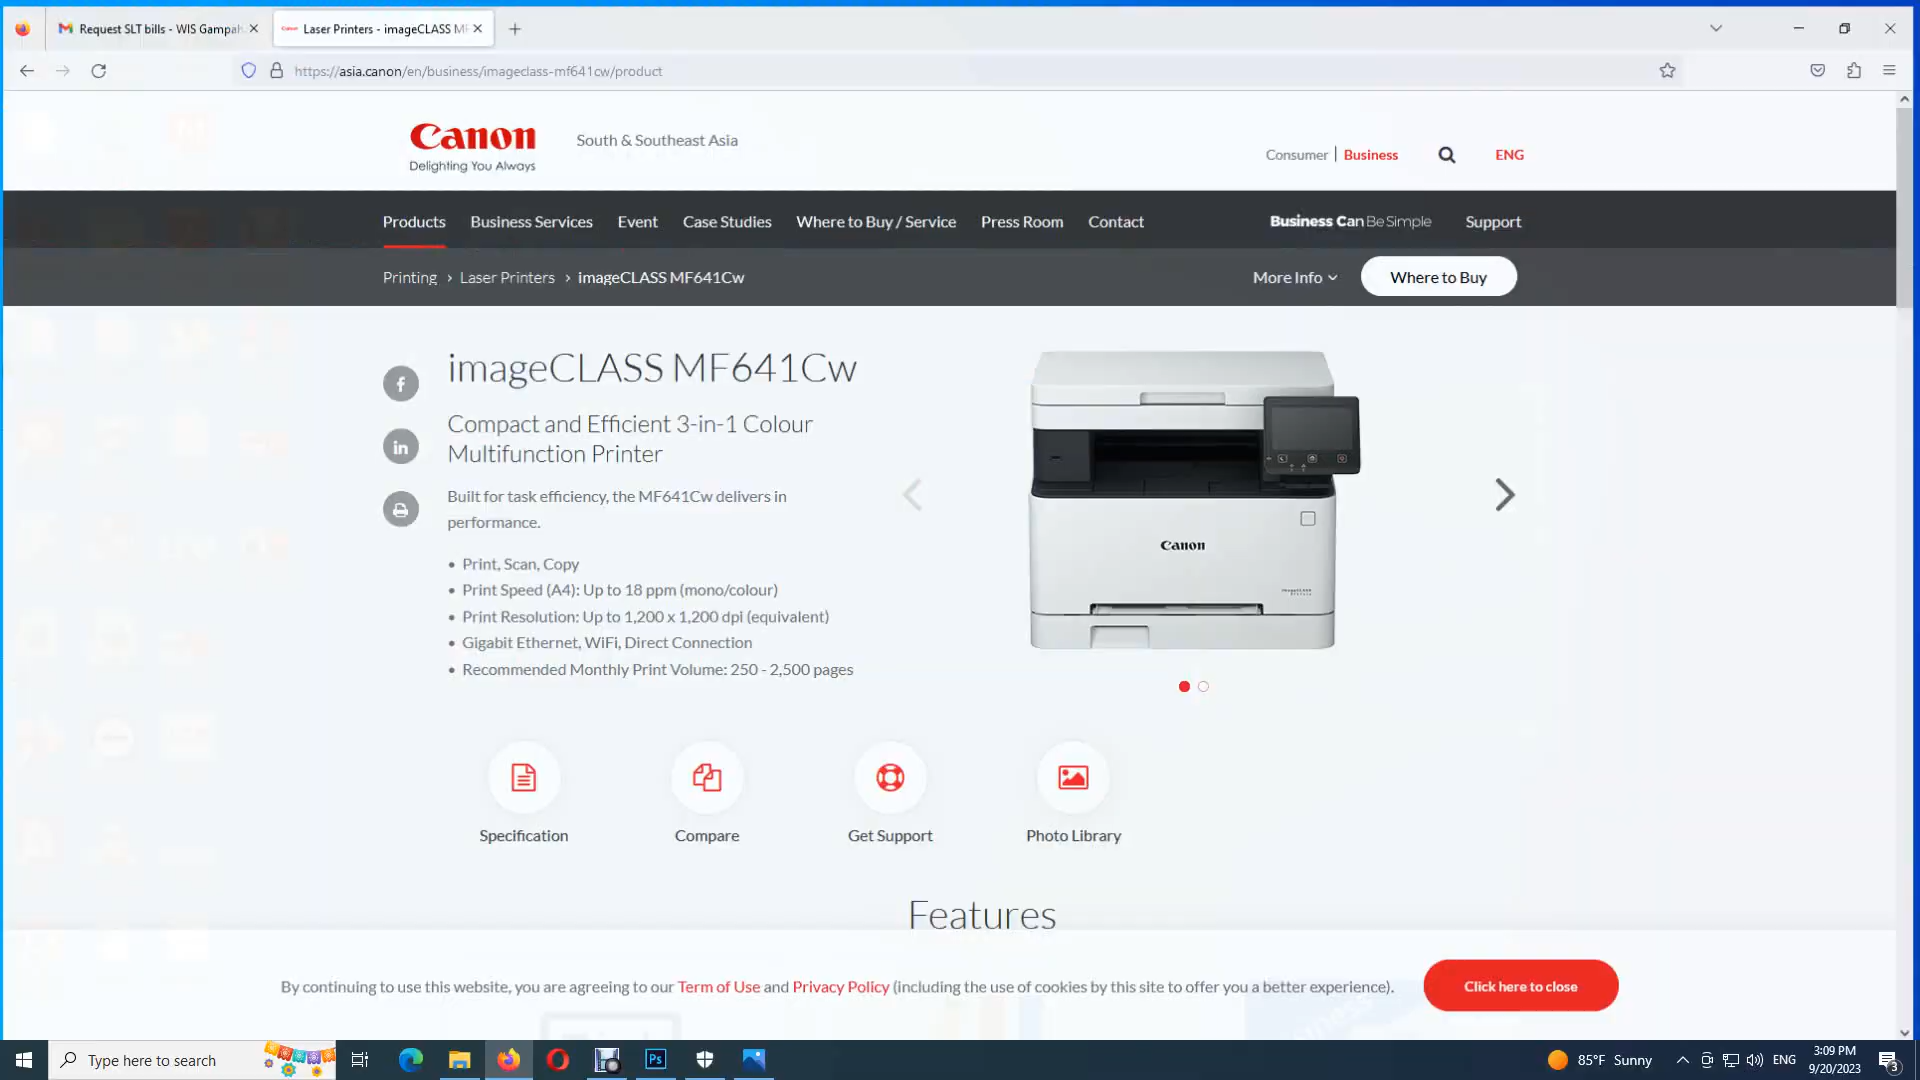 Request SLT bills - WIS Gampah
Laser Printers - imageCLASS MF
https://asia.canon/en/business/imageclass-mf641cw/product
Canon
Delighting You Always
South & Southeast Asia
Consumer | Business
ENG
Products
Business Services
Event
Case Studies
Where to Buy / Service
Press Room
Contact
Business Can Be Simple
Support
Printing › Laser Printers › imageCLASS MF641Cw
More Info
Where to Buy
imageCLASS MF641Cw
Compact and Efficient 3-in-1 Colour
Multifunction Printer
Built for task efficiency, the MF641Cw delivers in
performance.
• Print, Scan, Copy
• Print Speed (A4): Up to 18 ppm (mono/colour)
• Print Resolution: Up to 1,200 x 1,200 dpi (equivalent)
• Gigabit Ethernet, WiFi, Direct Connection
• Recommended Monthly Print Volume: 250 - 2,500 pages
Canon
imageCLASS
Specification
Compare
Get Support
Photo Library
Features
By continuing to use this website, you are agreeing to our Term of Use and Privacy Policy (including the use of cookies by this site to offer you a better experience).
Click here to close
Type here to search
Ps
85°F Sunny
ENG
3:09 PM
9/20/2023
3